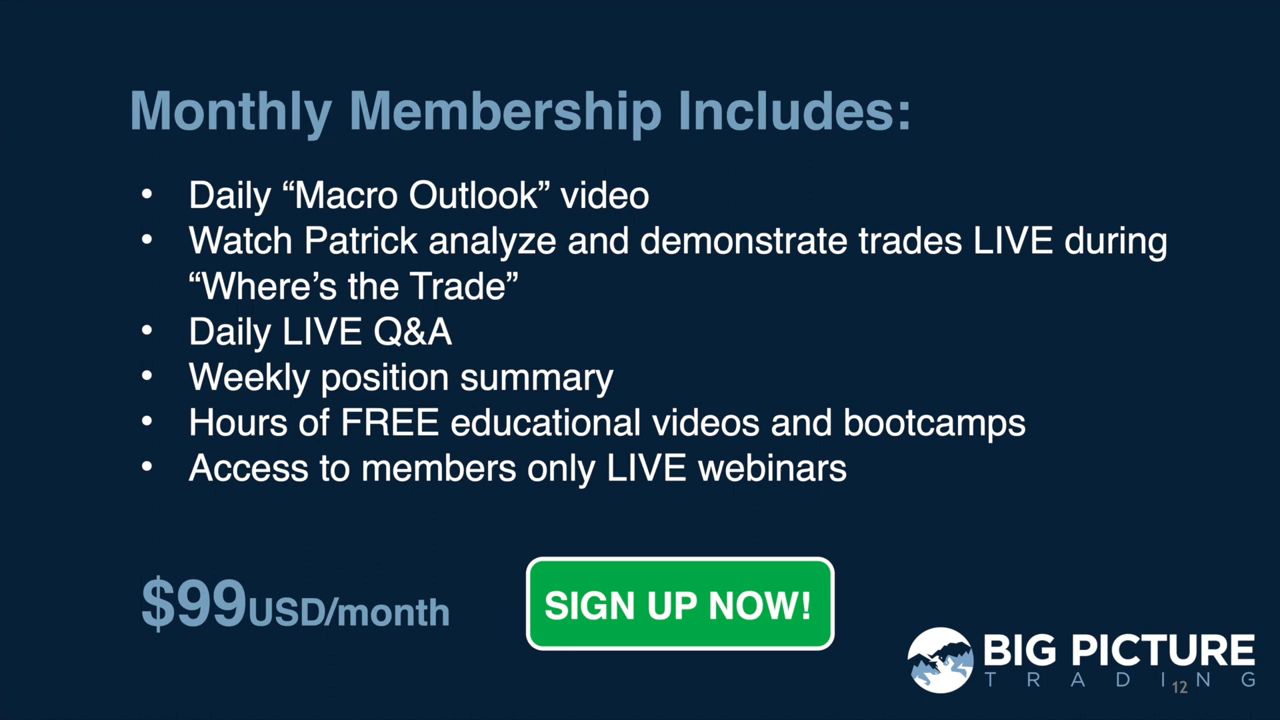 Monthly Membership Includes:
• Daily “Macro Outlook” video
• Watch Patrick analyze and demonstrate trades LIVE during
“Where’s the Trade”
• Daily LIVE Q&A
• Weekly position summary
• Hours of FREE educational videos and bootcamps
• Access to members only LIVE webinars
$99USD/month
SIGN UP NOW!
BIG PICTURE
TRADING
12